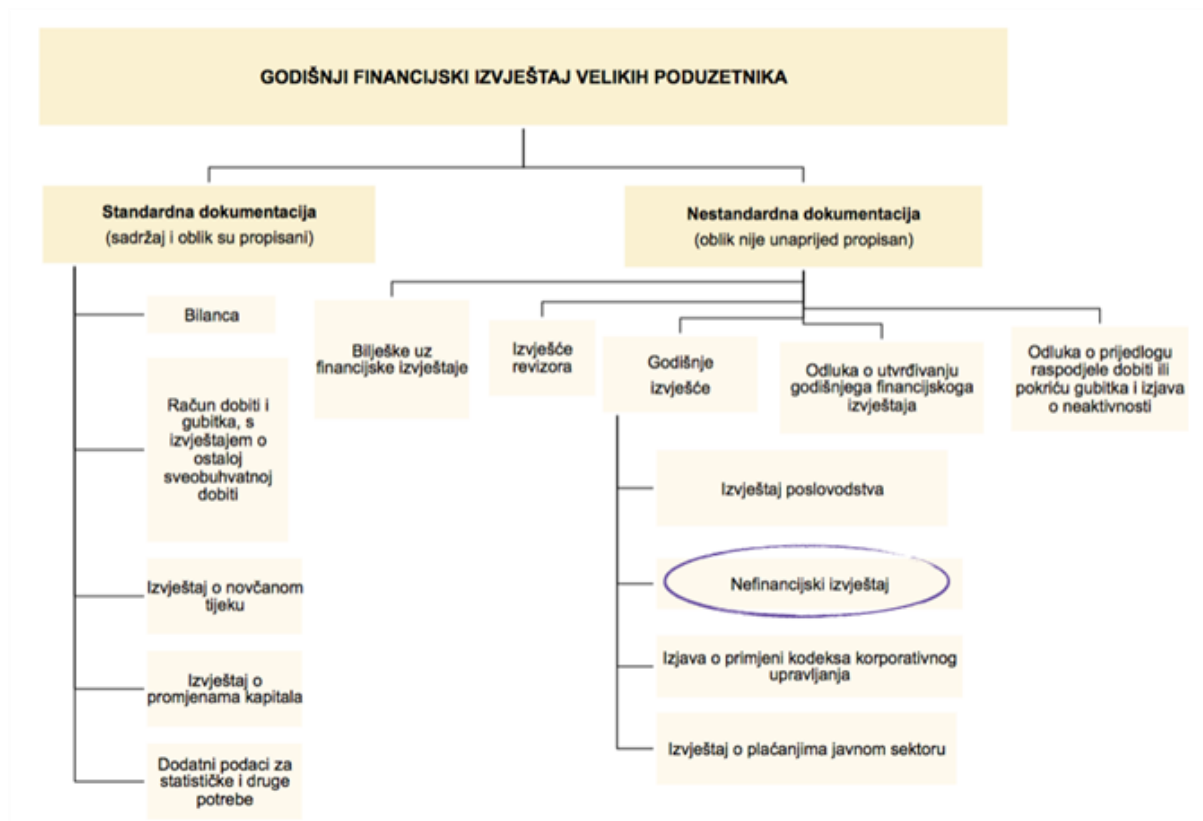 GODIŠNJI FINANCIJSKI IZVJEŠTAJ VELIKIH PODUZETNIKA
Standardna dokumentacija
(sadržaj i oblik su propisani)
Nestandardna dokumentacija
(oblik nije unaprijed propisan)
Bilanca
Račun dobiti i
gubitka, s
izvještajem o
ostaloj
sveobuhvatnoj
dobiti
Izvještaj o novčanom
tijeku
Izvještaj o
promjenama kapitala
Dodatni podaci za
statističke i druge
potrebe
Bilješke uz
financijske izvještaje
Izvješće
revizora
Godišnje
izvješće
Odluka o utvrđivanju
godišnjega financijskoga
izvještaja
Odluka o prijedlogu
raspodjele dobiti ili
pokriću gubitka i izjava
o neaktivnosti
Izvještaj poslovodstva
Nefinancijski izvještaj
Izjava o primjeni kodeksa korporativnog
upravljanja
Izvještaj o plaćanjima javnom sektoru